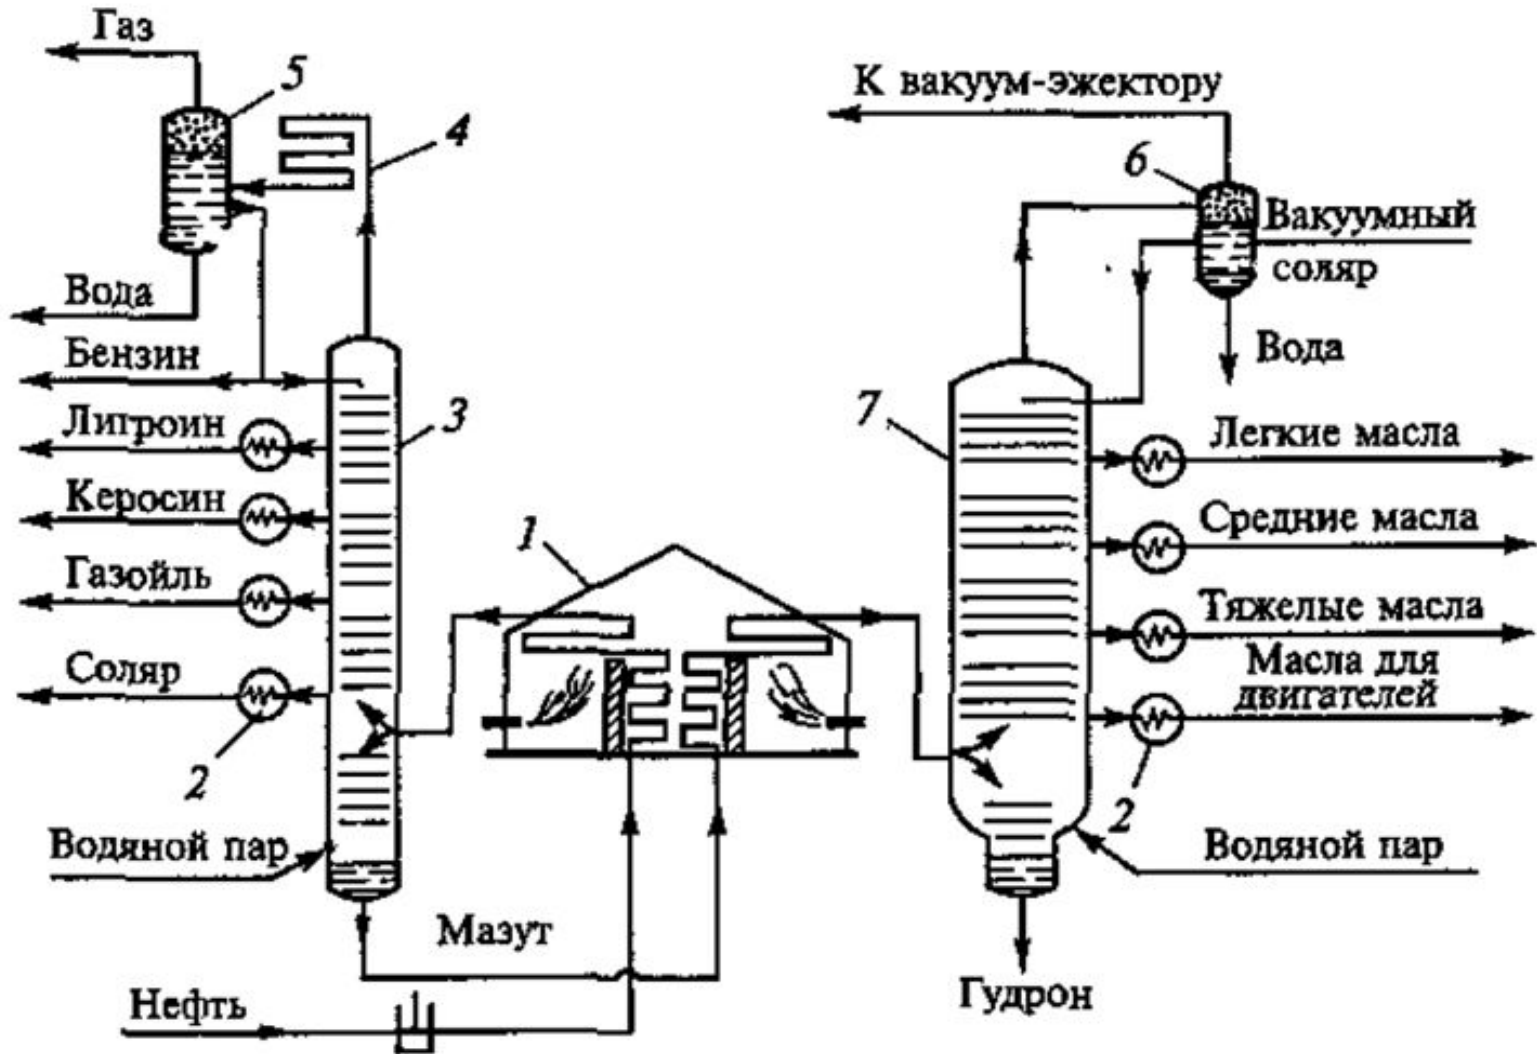 Газ
5
К вакуум-эжектору
4
6
Вакуумный
соляр
Вода
Вода
Бензин
Литроин
3
7
Легкие масла
Керосин
1
Средние масла
Газойль
Тяжелые масла
Соляр
Масла для
двигателей
2
2
Водяной пар
Водяной пар
Мазут
Нефть
Гудрон